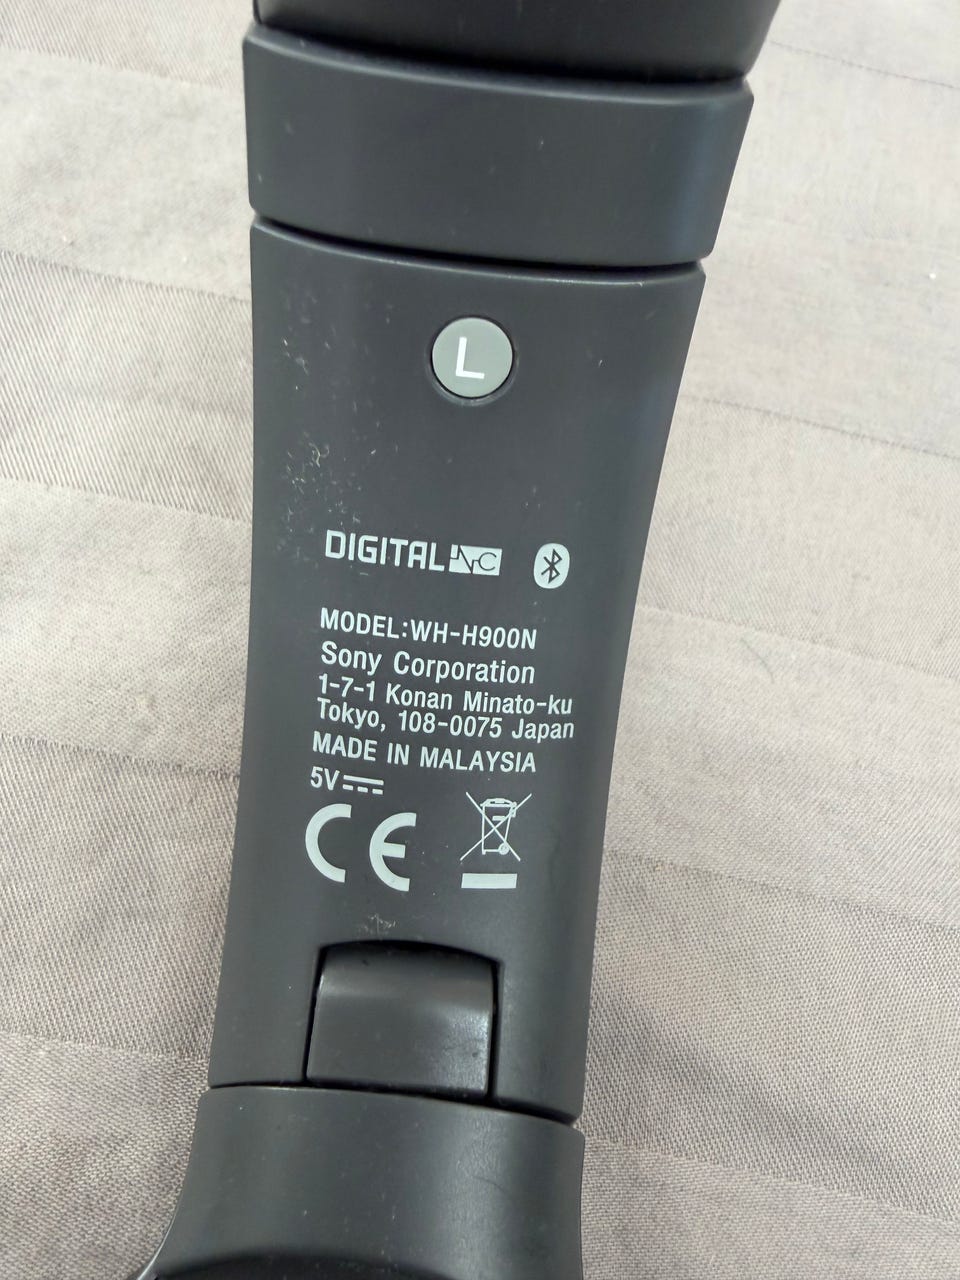 L
DIGITAL NC
MODEL:WH-H900N
Sony Corporation
1-7-1 Konan Minato-ku
Tokyo, 108-0075 Japan
MADE IN MALAYSIA
5V⎓
CE